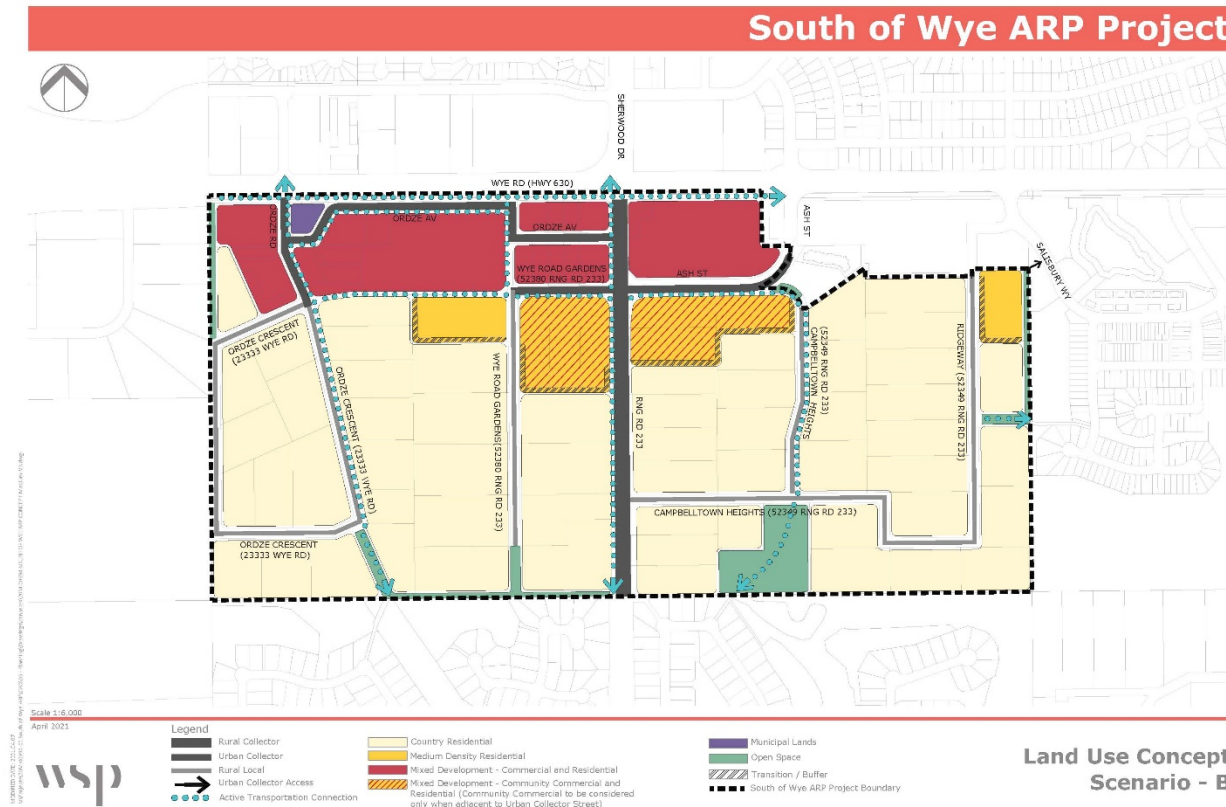 South of Wye ARP Project
SHERWOOD DR
WYE RD (HWY 630)
ORDZE RD
ORDZE AV
ORDZE AV
ASH ST
SALISBURY WY
WYE ROAD GARDENS
(52380 RNG RD 233)
ASH ST
ORDZE CRESCENT
(23333 WYE RD)
ORDZE CRESCENT (23333 WYE RD)
WYE ROAD GARDENS(52380 RNG RD 233)
RNG RD 233
(52349 RNG RD 233)
CAMPBELLTOWN HEIGHTS
RIDGEWAY (52349 RNG RD 233)
CAMPBELLTOWN HEIGHTS (52349 RNG RD 233)
ORDZE CRESCENT
(23333 WYE RD)
Scale 1:6,000
April 2021
wsp
Legend
Rural Collector
Urban Collector
Rural Local
Urban Collector Access
Active Transportation Connection
Country Residential
Medium Density Residential
Mixed Development - Commercial and Residential
Mixed Development - Community Commercial and
Residential (Community Commercial to be considered
only when adjacent to Urban Collector Street)
Municipal Lands
Open Space
Transition / Buffer
South of Wye ARP Project Boundary
Land Use Concept
Scenario - B